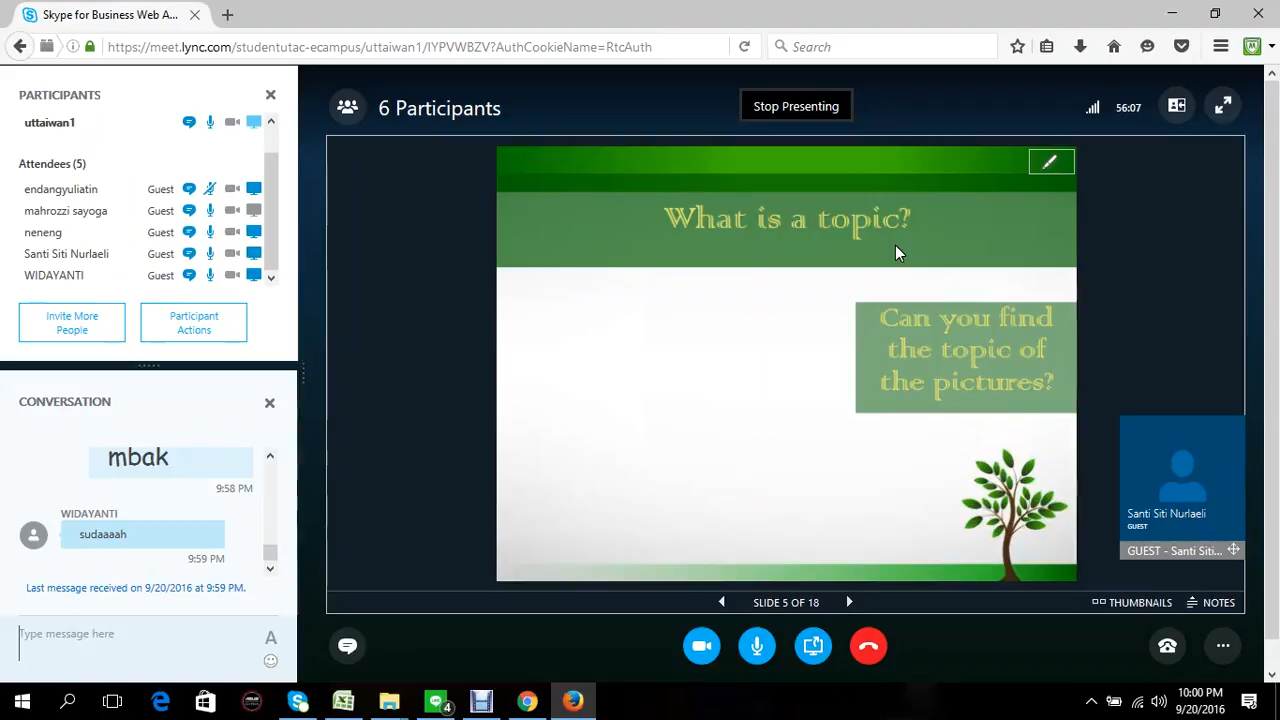 Skype for Business Web A...
https://meet.lync.com/studentutac-ecampus/uttaiwan1/IYPVWBZV?AuthCookieName=RtcAuth
Search
PARTICIPANTS
uttaiwan1
Attendees (5)
endangyuliatin Guest
mahrozzi sayoga Guest
neneng Guest
Santi Siti Nurlaeli Guest
WIDAYANTI Guest
Invite More People
Participant Actions
CONVERSATION
mbak
9:58 PM
WIDAYANTI
sudaaaah
9:59 PM
Last message received on 9/20/2016 at 9:59 PM.
Type message here
A
6 Participants
Stop Presenting
56:07
What is a topic?
Can you find
the topic of
the pictures?
Santi Siti Nurlaeli
GUEST
GUEST - Santi Siti...
SLIDE 5 OF 18
THUMBNAILS
NOTES
4
10:00 PM
9/20/2016